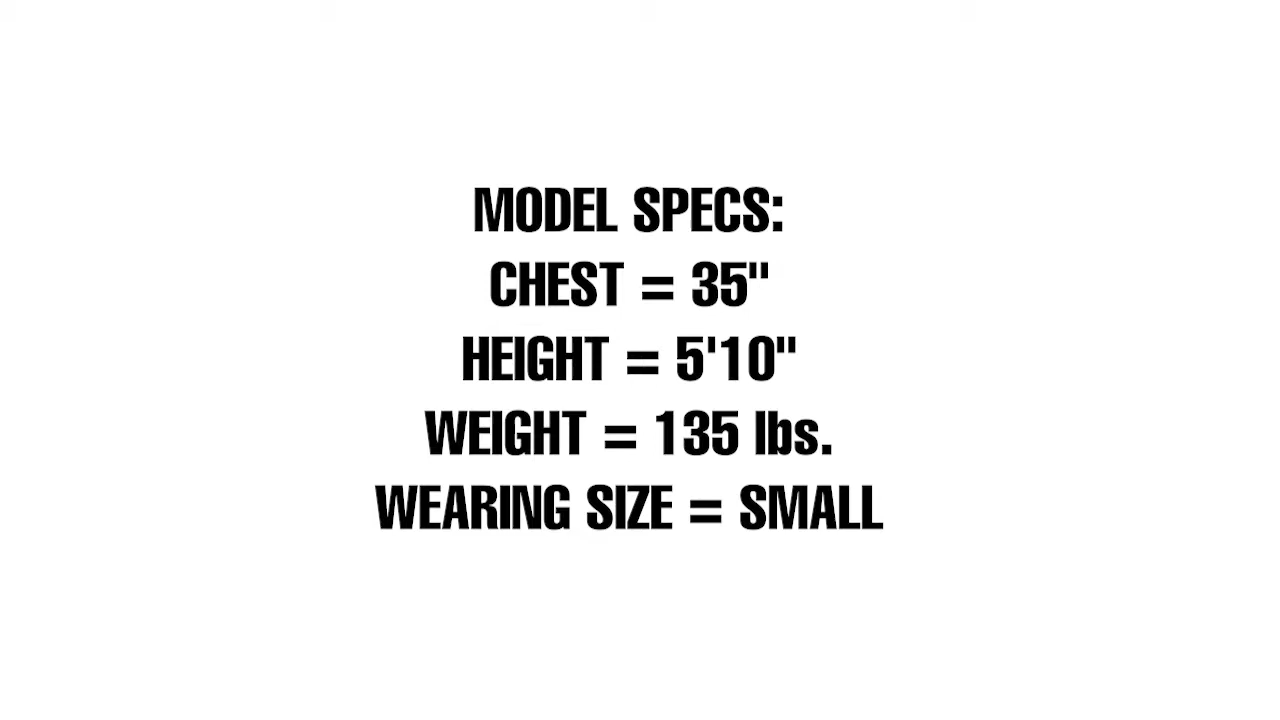 MODEL SPECS:
CHEST = 35"
HEIGHT = 5'10"
WEIGHT = 135 lbs.
WEARING SIZE = SMALL